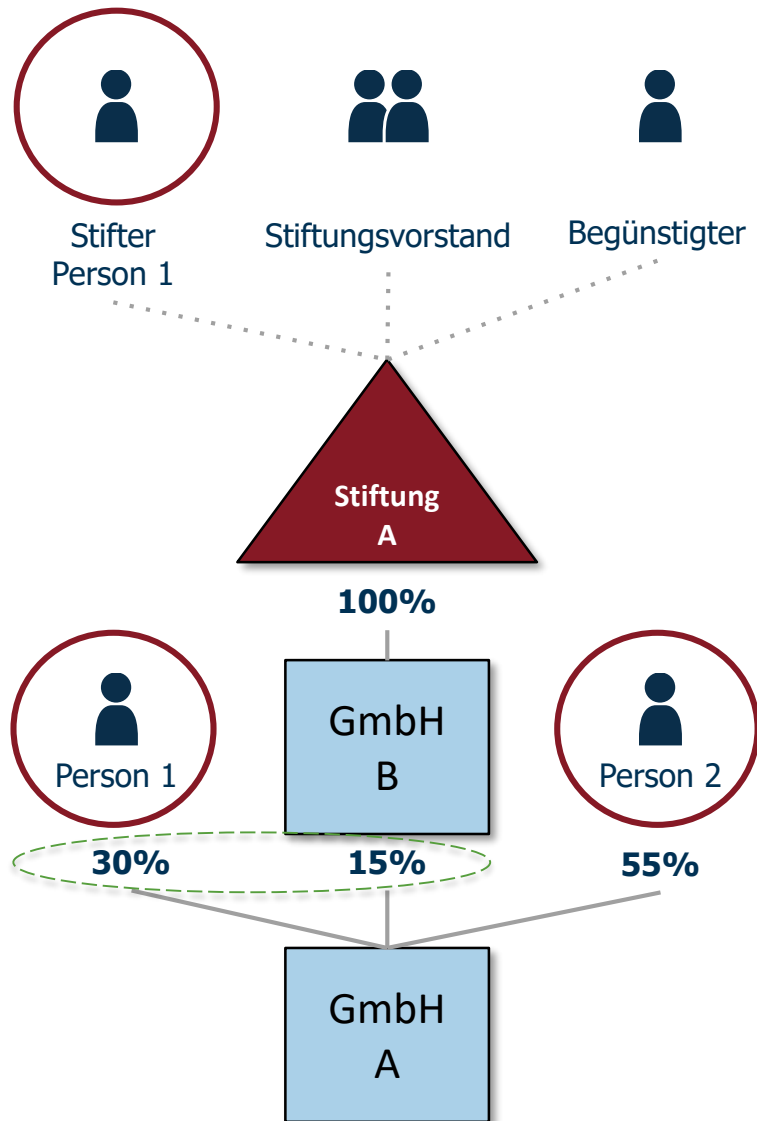 Stifter
Person 1
Stiftungsvorstand
Begünstigter
Stiftung
A
100%
Person 1
GmbH
B
Person 2
30%
15%
55%
GmbH
A